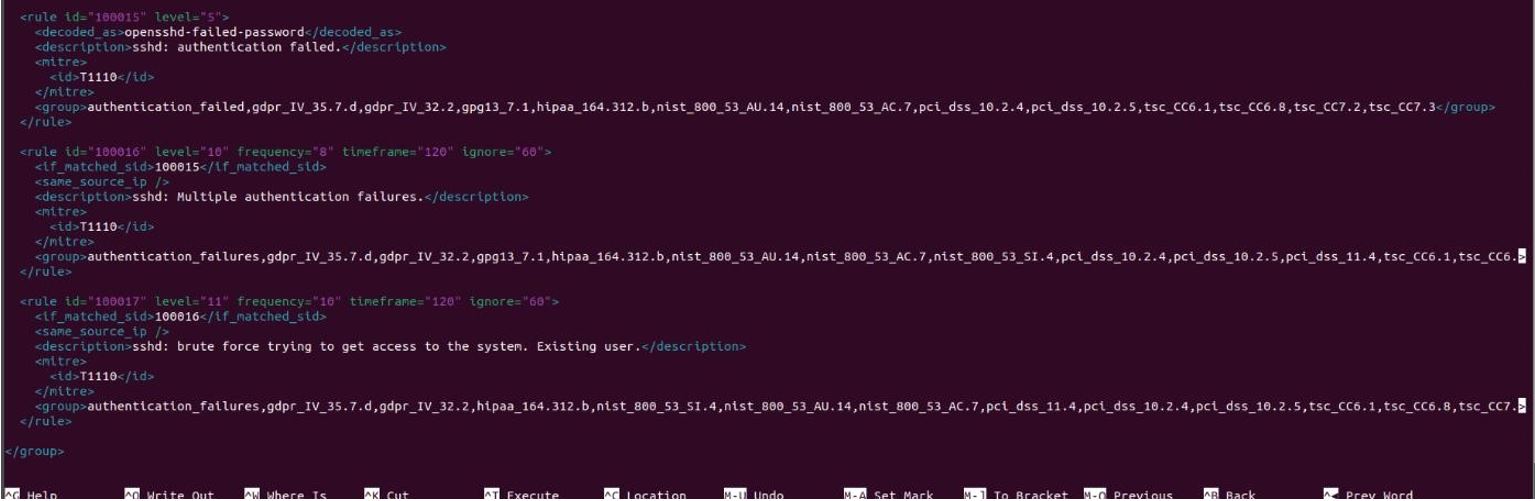 <rule id="100015" level="5">
<decoded_as>opensshd-failed-password</decoded_as>
<description>sshd: authentication failed.</description>
<mitre>
<id>T1110</id>
</mitre>
<group>authentication_failed,gdpr_IV_35.7.d,gdpr_IV_32.2,gpg13_7.1,hipaa_164.312.b,nist_800_53_AU.14,nist_800_53_AC.7,pci_dss_10.2.4,pci_dss_10.2.5,tsc_CC6.1,tsc_CC6.8,tsc_CC7.2,tsc_CC7.3</group>
</rule>
<rule id="100016" level="10" frequency="8" timeframe="120" ignore="60">
<if_matched_sid>100015</if_matched_sid>
<same_source_ip />
<description>sshd: Multiple authentication failures.</description>
<mitre>
<id>T1110</id>
</mitre>
<group>authentication_failures,gdpr_IV_35.7.d,gdpr_IV_32.2,gpg13_7.1,hipaa_164.312.b,nist_800_53_AU.14,nist_800_53_AC.7,nist_800_53_SI.4,pci_dss_10.2.4,pci_dss_10.2.5,pci_dss_11.4,tsc_CC6.1,tsc_CC6.>
</rule>
<rule id="100017" level="11" frequency="10" timeframe="120" ignore="60">
<if_matched_sid>100016</if_matched_sid>
<same_source_ip />
<description>sshd: brute force trying to get access to the system. Existing user.</description>
<mitre>
<id>T1110</id>
</mitre>
<group>authentication_failures,gdpr_IV_35.7.d,gdpr_IV_32.2,hipaa_164.312.b,nist_800_53_SI.4,nist_800_53_AU.14,nist_800_53_AC.7,pci_dss_11.4,pci_dss_10.2.4,pci_dss_10.2.5,tsc_CC6.1,tsc_CC6.8,tsc_CC7.>
</rule>
</group>
^G Help ^O Write Out ^W Where Is ^K Cut ^T Execute ^C Location M-U Undo M-A Set Mark M-] To Bracket M-Q Previous ^B Back ^◀ Prev Word